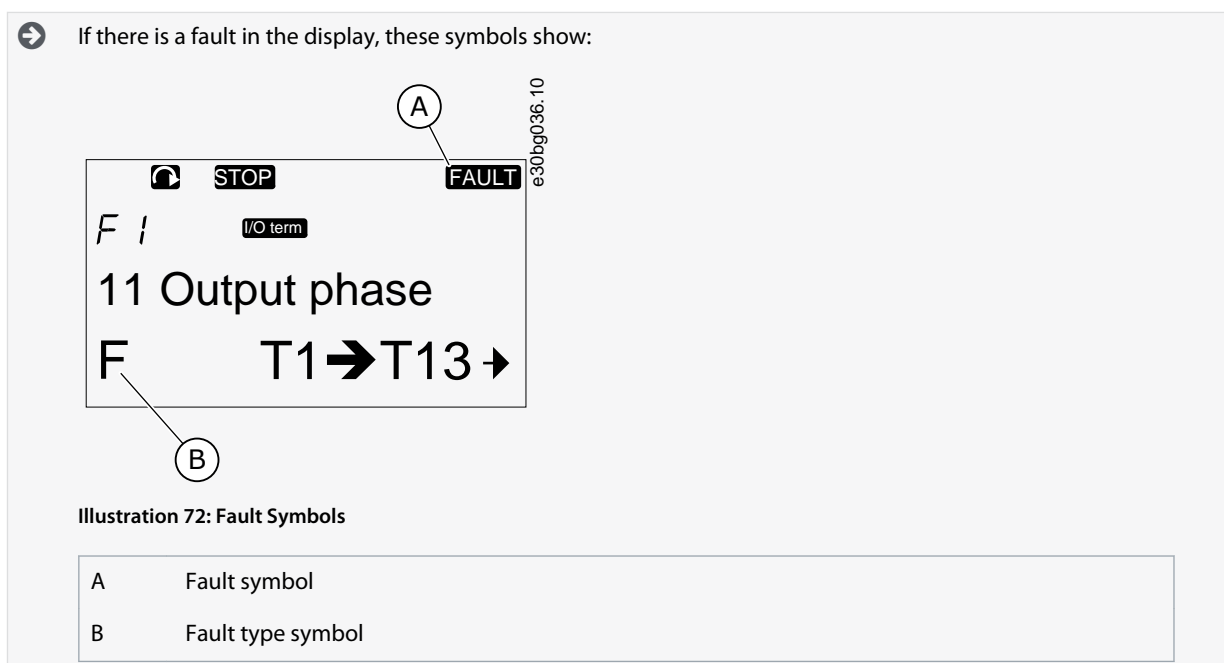 If there is a fault in the display, these symbols show:
A
e30bg036.10
STOP FAULT
F 1 I/O term
11 Output phase
F T1➔T13➔
B
Illustration 72: Fault Symbols
A Fault symbol
B Fault type symbol